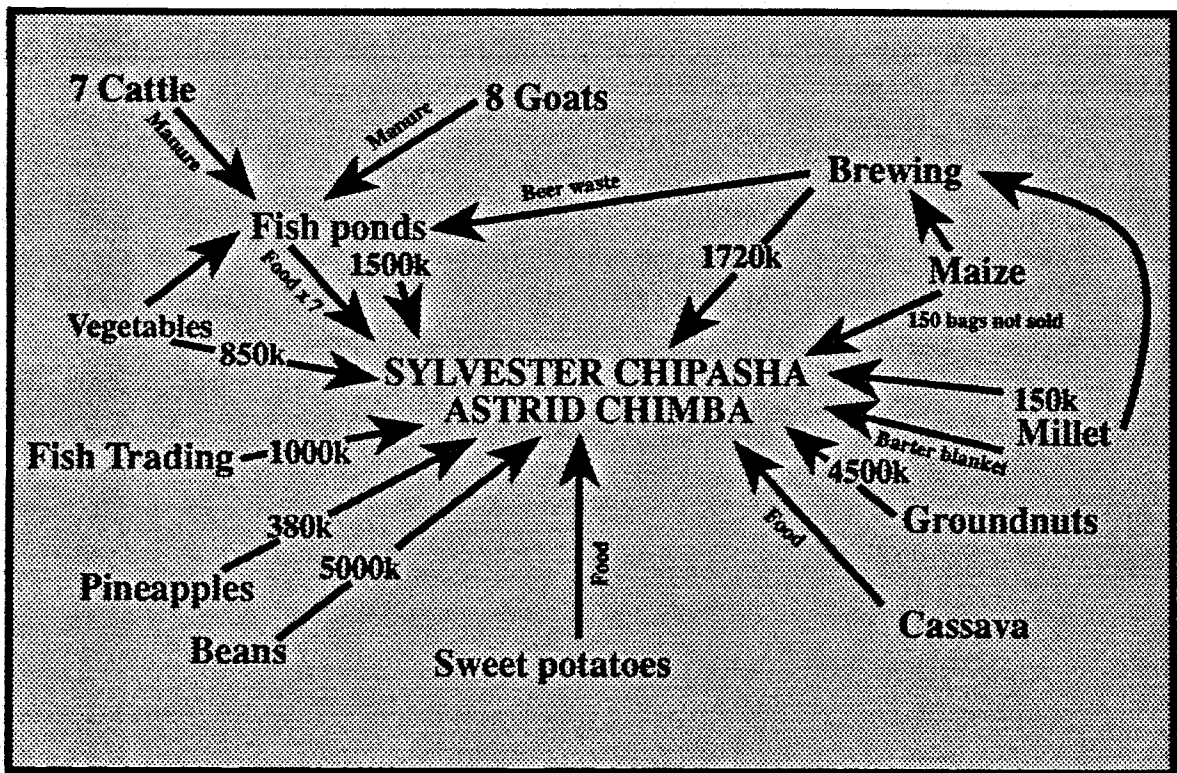 7 Cattle
8 Goats
Manure
Manure
Brewing
Beer waste
Fish ponds
1500k
Food x 7
1720k
Maize
150 bags not sold
Vegetables
850k
SYLVESTER CHIPASHA
ASTRID CHIMBA
150k
Millet
Barter blanket
Fish Trading
1000k
4500k
Groundnuts
380k
Food
Pineapples
5000k
Food
Cassava
Beans
Sweet potatoes